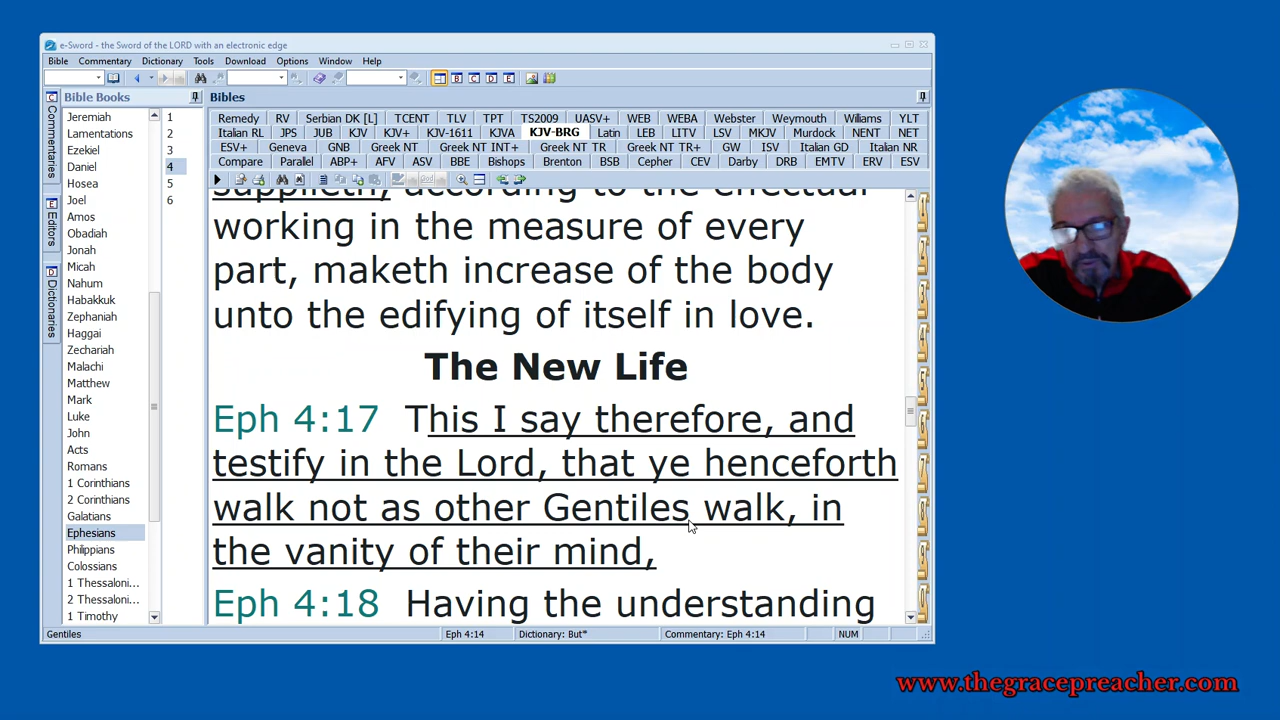 e-Sword - the Sword of the LORD with an electronic edge
Bible Commentary Dictionary Tools Download Options Window Help
B C D E
Commentaries
Editors
Dictionaries
Bible Books
Jeremiah
Lamentations
Ezekiel
Daniel
Hosea
Joel
Amos
Obadiah
Jonah
Micah
Nahum
Habakkuk
Zephaniah
Haggai
Zechariah
Malachi
Matthew
Mark
Luke
John
Acts
Romans
1 Corinthians
2 Corinthians
Galatians
Ephesians
Philippians
Colossians
1 Thessaloni...
2 Thessaloni...
1 Timothy
1
2
3
4
5
6
Bibles
Remedy RV Serbian DK [L] TCENT TLV TPT TS2009 UASV+ WEB WEBA Webster Weymouth Wiliams YLT
Italian RL JPS JUB KJV KJV+ KJV-1611 KJVA KJV-BRG Latin LEB LITV LSV MKJV Murdock NENT NET
ESV+ Geneva GNB Greek NT Greek NT INT+ Greek NT TR Greek NT TR+ GW ISV Italian GD Italian NR
Compare Parallel ABP+ AFV ASV BBE Bishops Brenton BSB Cepher CEV Darby DRB EMTV ERV ESV
supplieth, according to the effectual
working in the measure of every
part, maketh increase of the body
unto the edifying of itself in love.
The New Life
Eph 4:17 This I say therefore, and
testify in the Lord, that ye henceforth
walk not as other Gentiles walk, in
the vanity of their mind,
Eph 4:18 Having the understanding
Gentiles Eph 4:14 Dictionary: But* Commentary: Eph 4:14 NUM
www.thegracepreacher.com